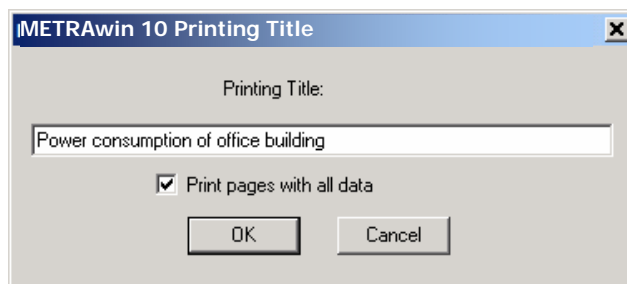 METRAwin 10 Printing Title
Printing Title:
Power consumption of office building
Print pages with all data
OK Cancel